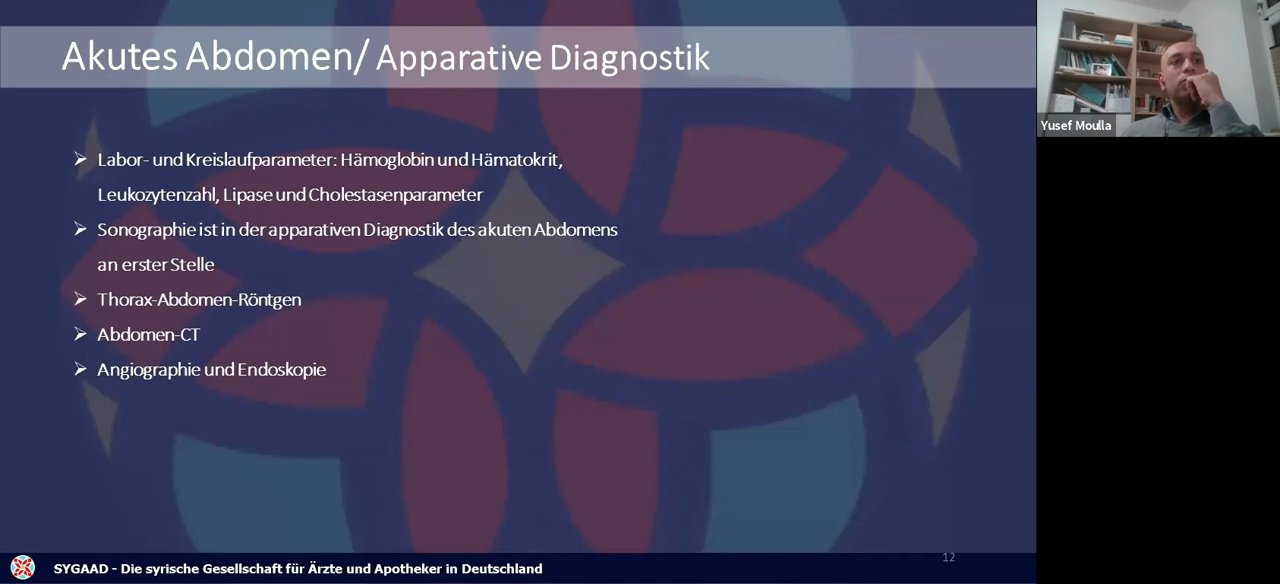 Akutes Abdomen/ Apparative Diagnostik
Yusef Moulla
➢ Labor- und Kreislaufparameter: Hämoglobin und Hämatokrit,
Leukozytenzahl, Lipase und Cholestasenparameter
➢ Sonographie ist in der apparativen Diagnostik des akuten Abdomens
an erster Stelle
➢ Thorax-Abdomen-Röntgen
➢ Abdomen-CT
➢ Angiographie und Endoskopie
12
SYGAAD - Die syrische Gesellschaft für Ärzte und Apotheker in Deutschland